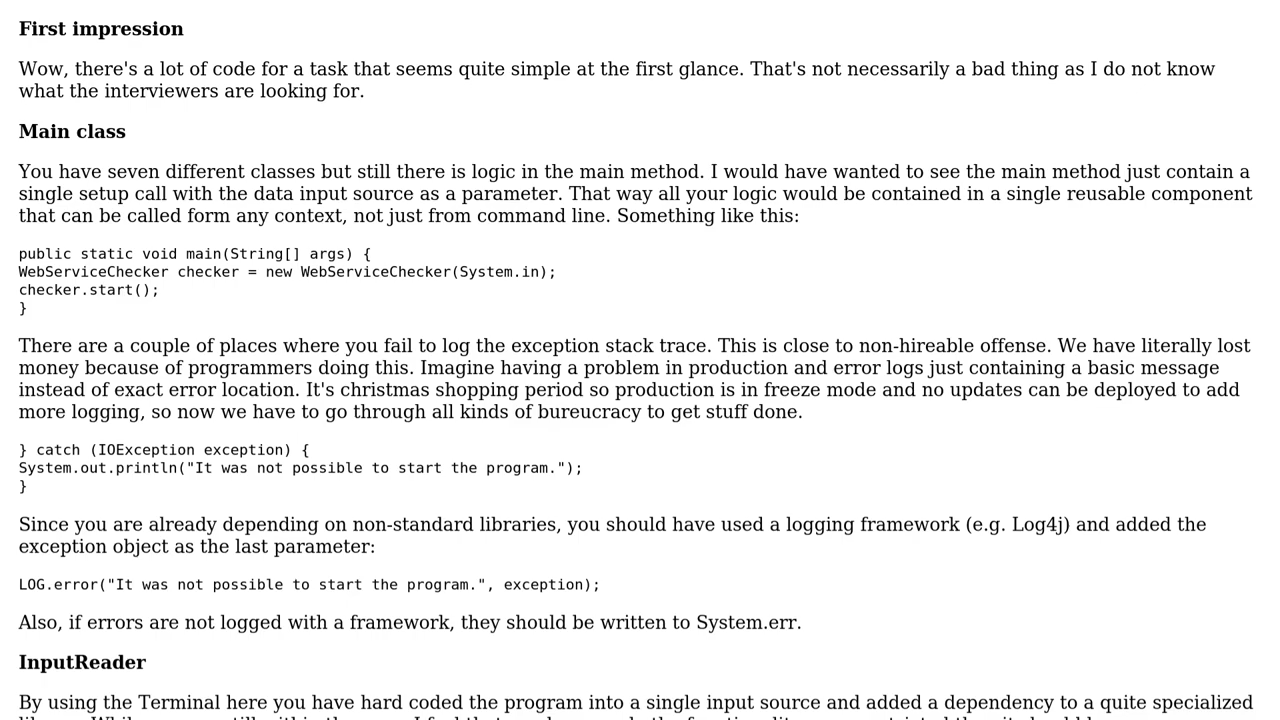 First impression
Wow, there's a lot of code for a task that seems quite simple at the first glance. That's not necessarily a bad thing as I do not know
what the interviewers are looking for.
Main class
You have seven different classes but still there is logic in the main method. I would have wanted to see the main method just contain a
single setup call with the data input source as a parameter. That way all your logic would be contained in a single reusable component
that can be called form any context, not just from command line. Something like this:
public static void main(String[] args) {
WebServiceChecker checker = new WebServiceChecker(System.in);
checker.start();
}
There are a couple of places where you fail to log the exception stack trace. This is close to non-hireable offense. We have literally lost
money because of programmers doing this. Imagine having a problem in production and error logs just containing a basic message
instead of exact error location. It's christmas shopping period so production is in freeze mode and no updates can be deployed to add
more logging, so now we have to go through all kinds of bureucracy to get stuff done.
} catch (IOException exception) {
System.out.println("It was not possible to start the program.");
}
Since you are already depending on non-standard libraries, you should have used a logging framework (e.g. Log4j) and added the
exception object as the last parameter:
LOG.error("It was not possible to start the program.", exception);
Also, if errors are not logged with a framework, they should be written to System.err.
InputReader
By using the Terminal here you have hard coded the program into a single input source and added a dependency to a quite specialized